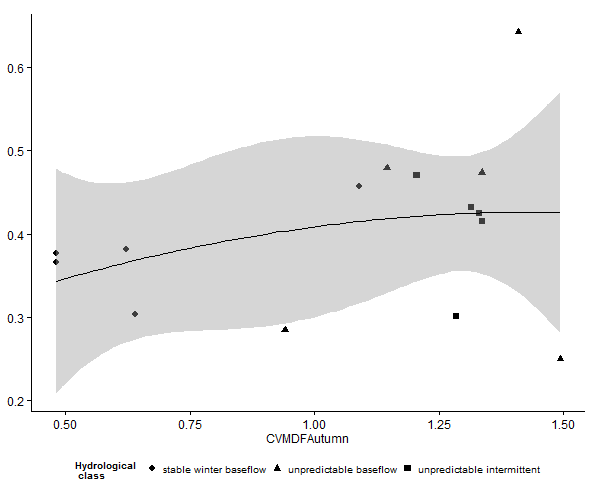 0.6
0.5
0.4
0.3
0.2
0.50 0.75 1.00 1.25 1.50
CVMDFAutumn
Hydrological
class
stable winter baseflow unpredictable baseflow unpredictable intermittent